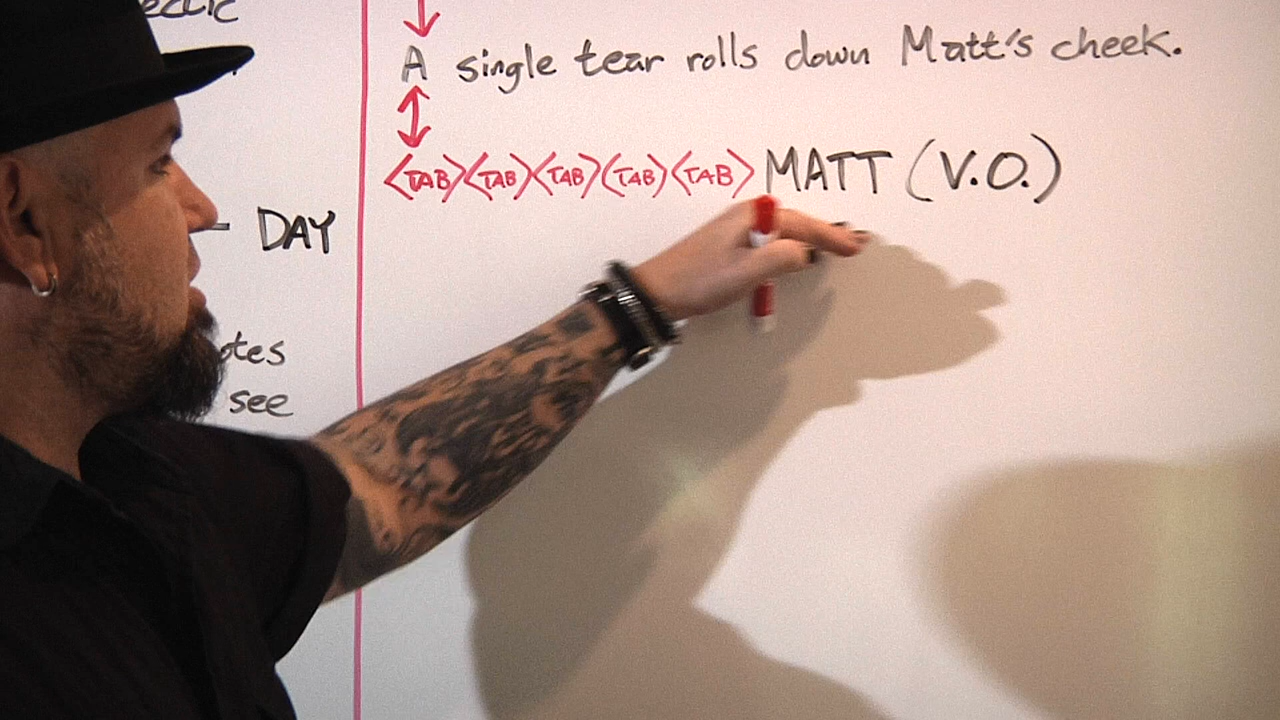 A single tear rolls down Matt's cheek.
<TAB><TAB><TAB><TAB><TAB> MATT (V.O.)
- DAY
see